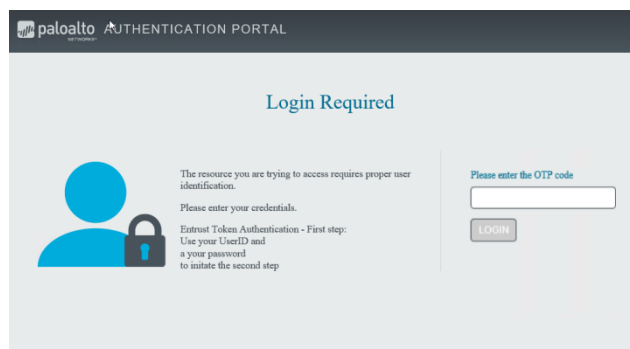 paloalto AUTHENTICATION PORTAL
NETWORKS
Login Required
The resource you are trying to access requires proper user
identification.
Please enter your credentials.
Entrust Token Authentication - First step:
Use your UserID and
a your password
to initate the second step
Please enter the OTP code
LOGIN